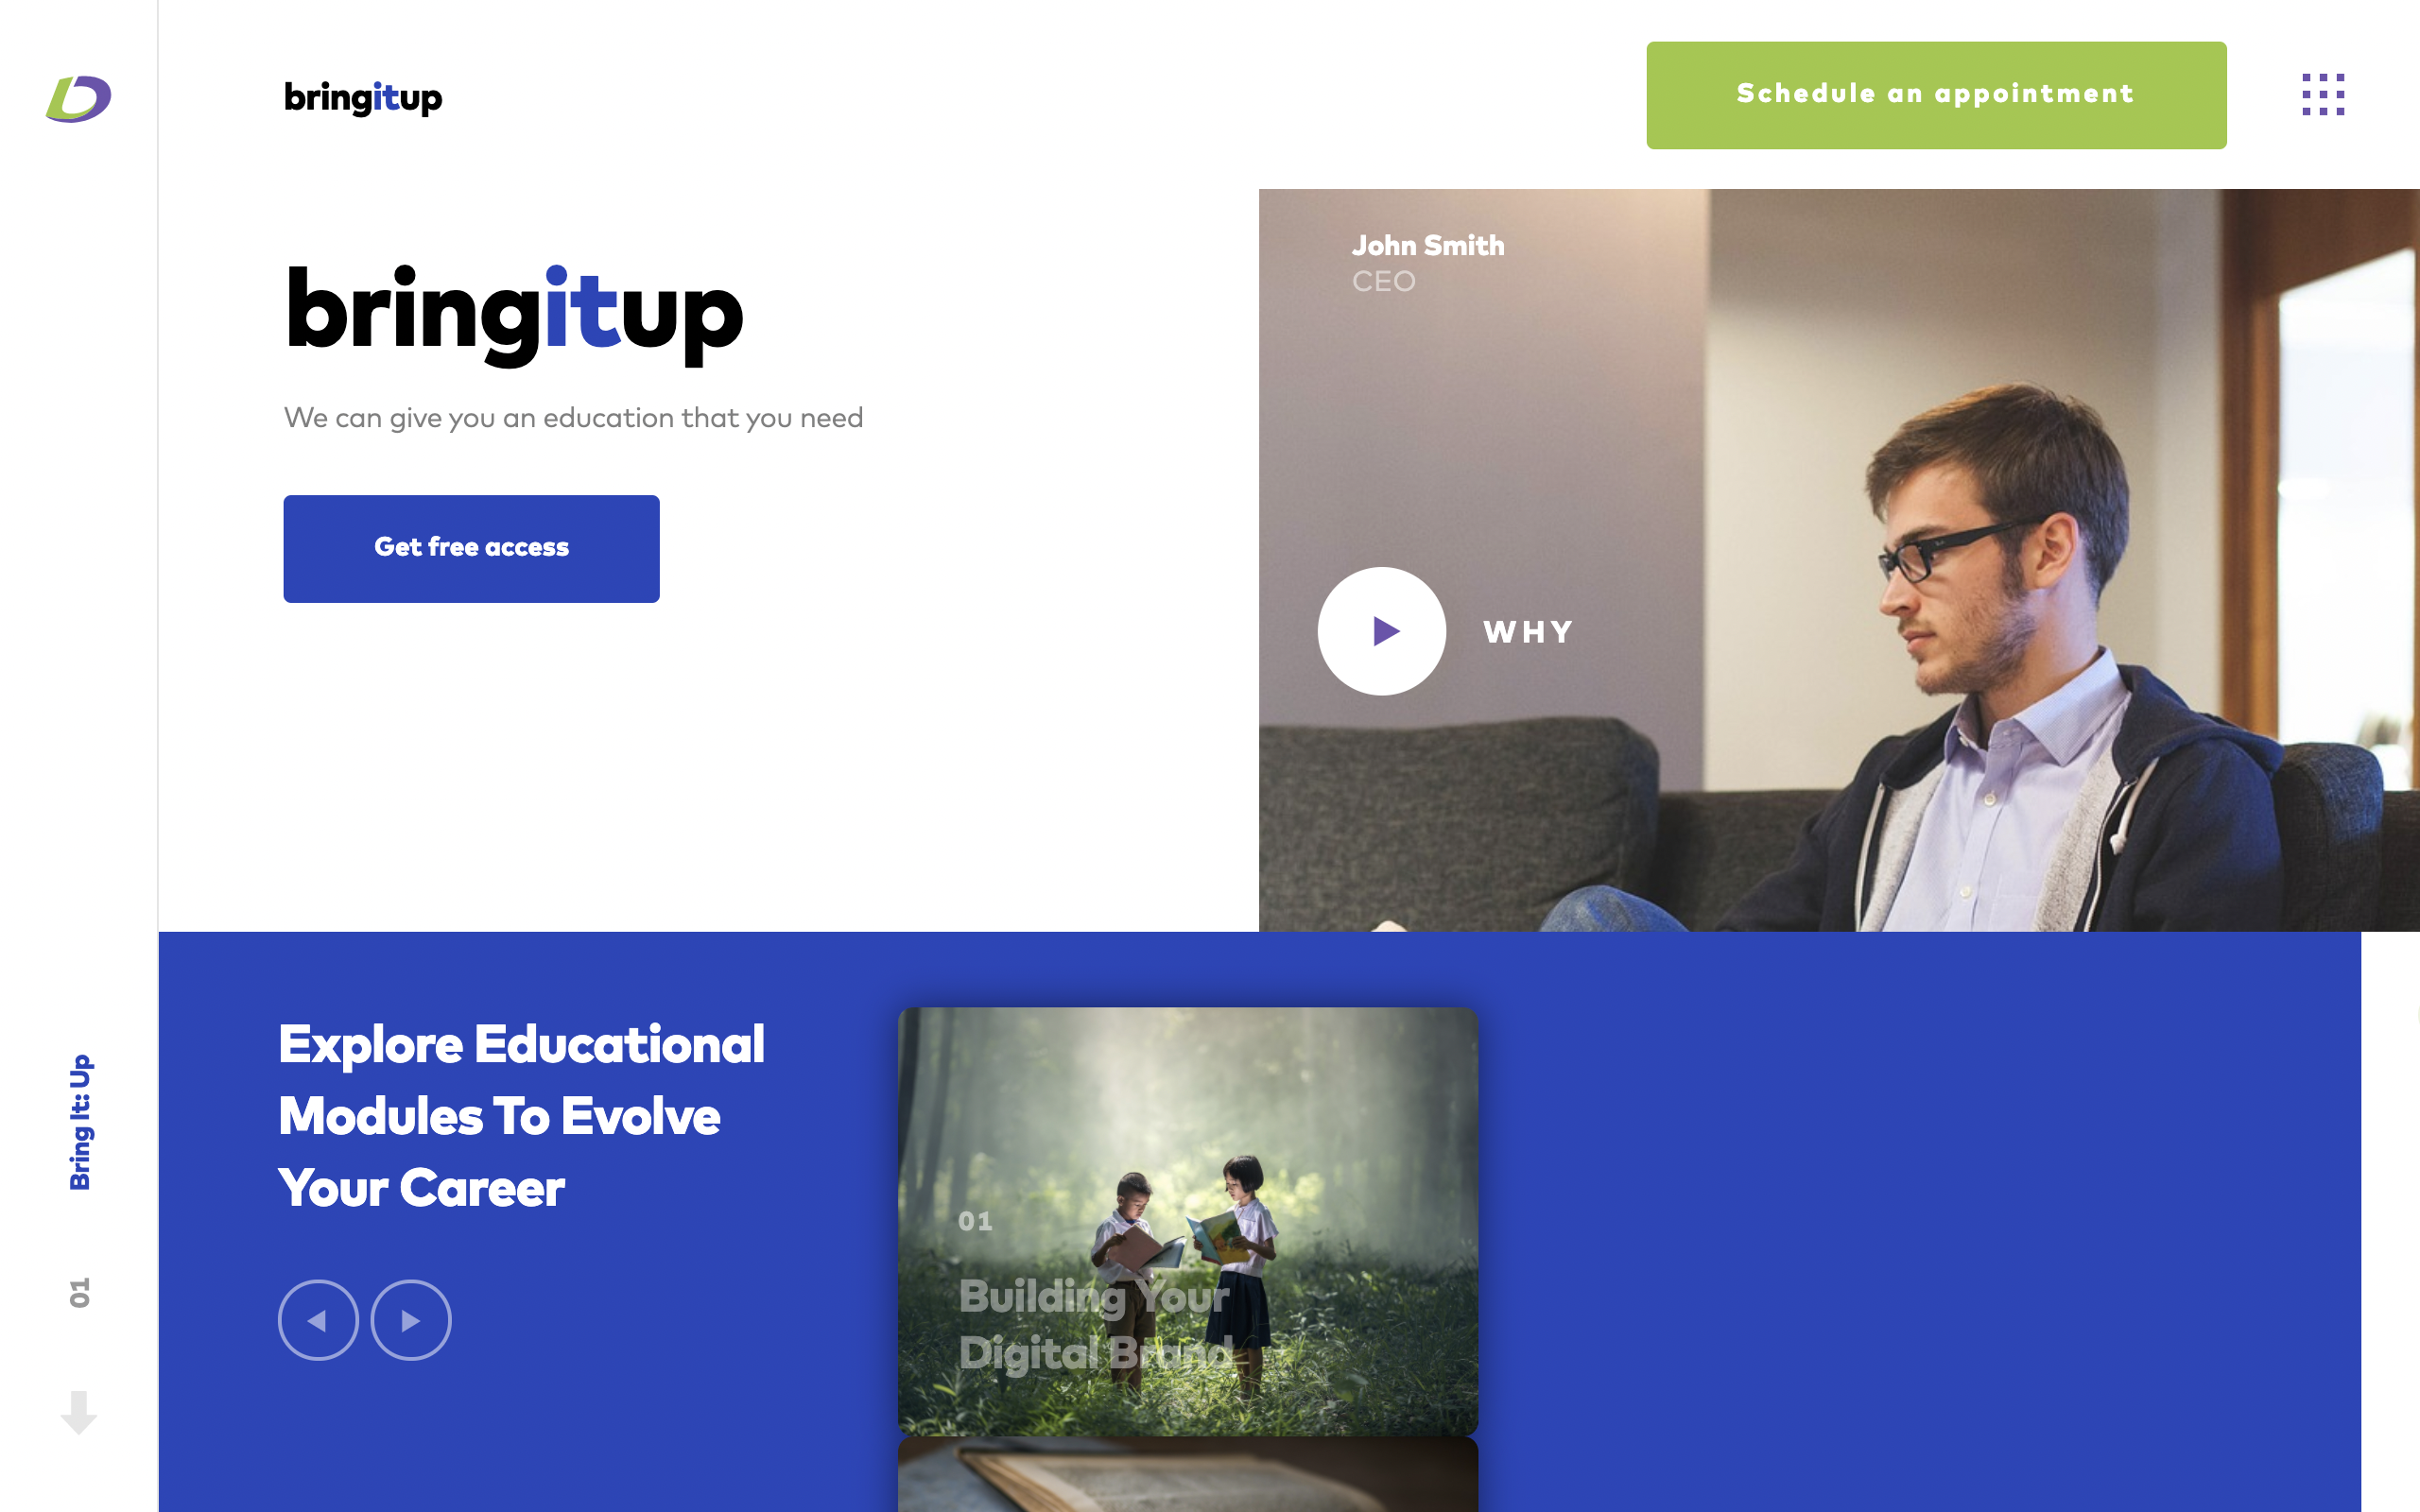 bringitup
Schedule an appointment
bringitup
We can give you an education that you need
Get free access
John Smith
CEO
WHY
Explore Educational
Modules To Evolve
Your Career
01
Building Your
Digital Brand
Bring It: Up
01